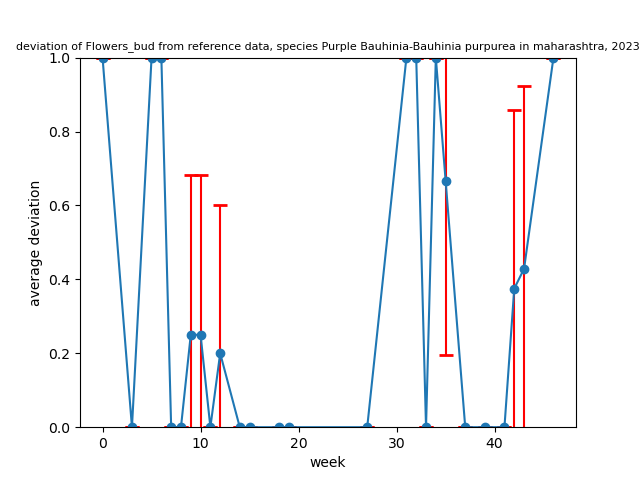 deviation of Flowers_bud from reference data, species Purple Bauhinia-Bauhinia purpurea in maharashtra, 2023
1.0
0.8
0.6
0.4
0.2
0.0
average deviation
0 10 20 30 40
week